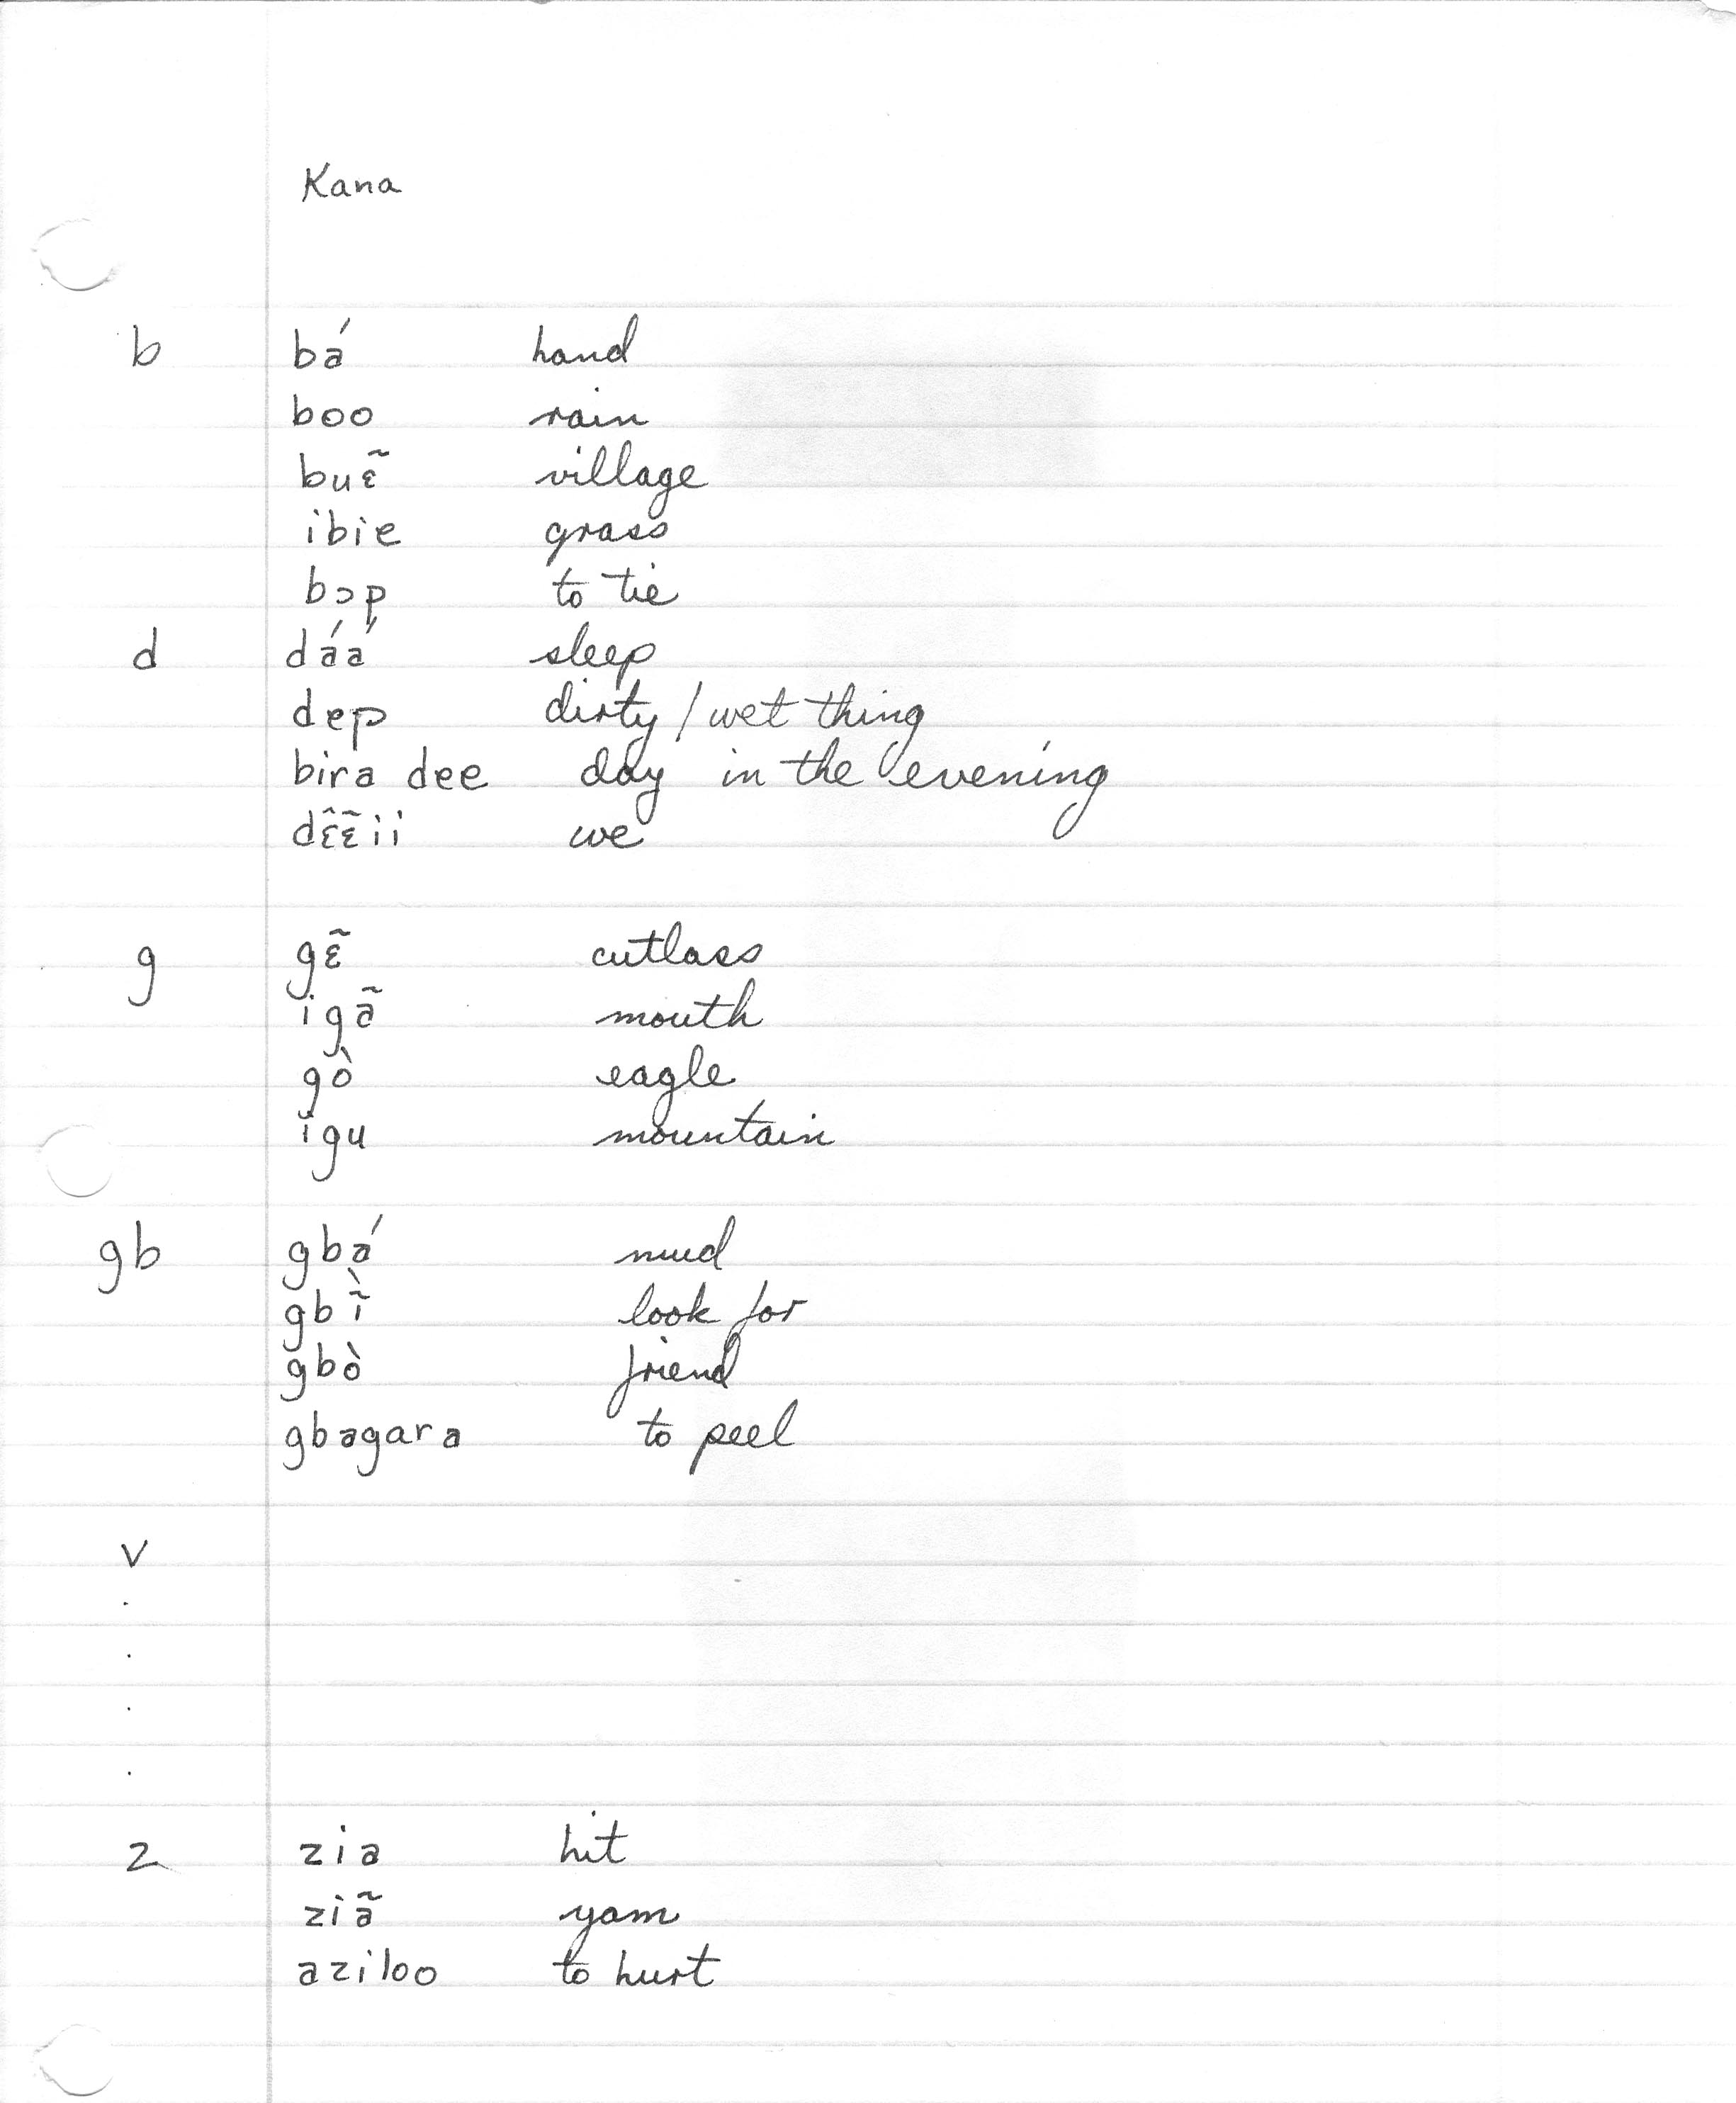 Kana
b bá hand
boo rain
buɛ̃ village
ibie grass
bɔp to tie
d dáá sleep
dep dirty / wet thing
bira dee day in the evening
dɛ̃ɛ̃ii we
g gɛ̃ cutlass
igã mouth
gò eagle
igu mountain
gb gbá mud
gbĩ̀ look for
gbò friend
gbagara to peel
v
.
.
.
.
z zia hit
ziã yam
aziloo to hurt